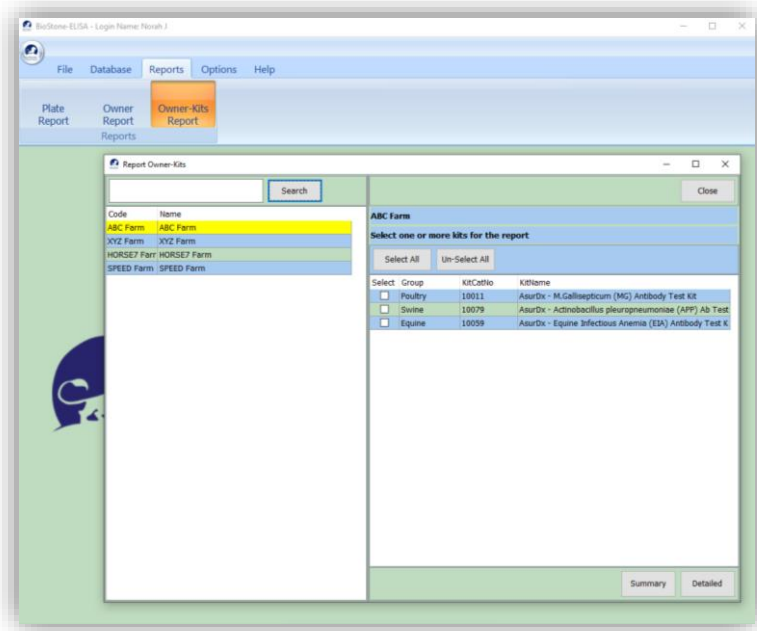 BioStone-ELISA - Login Name: Norah J
File Database Reports Options Help
Plate Report
Owner Report
Owner-Kits Report
Reports
Report Owner-Kits
Search
Close
Code Name
ABC Farm ABC Farm
XYZ Farm XYZ Farm
HORSE7 Farr HORSE7 Farm
SPEED Farm SPEED Farm
ABC Farm
Select one or more kits for the report
Select All Un-Select All
Select Group KitCatNo KitName
Poultry 10011 AsurDx - M.Gallisepticum (MG) Antibody Test Kit
Swine 10079 AsurDx - Actinobacillus pleuropneumoniae (APP) Ab Test
Equine 10059 AsurDx - Equine Infectious Anemia (EIA) Antibody Test K
Summary Detailed